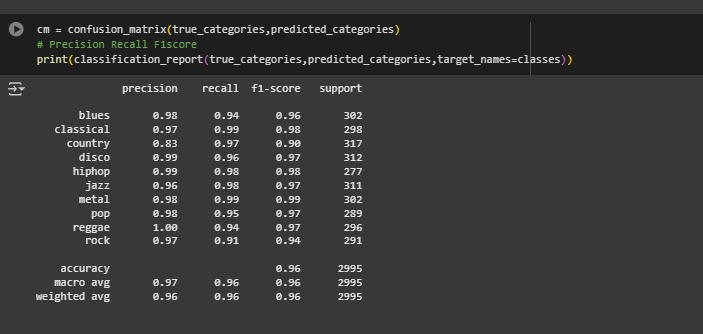 cm = confusion_matrix(true_categories,predicted_categories)
# Precision Recall F1score
print(classification_report(true_categories,predicted_categories,target_names=classes))
precision recall f1-score support
blues 0.98 0.94 0.96 302
classical 0.97 0.99 0.98 298
country 0.83 0.97 0.90 317
disco 0.99 0.96 0.97 312
hiphop 0.99 0.98 0.98 277
jazz 0.96 0.98 0.97 311
metal 0.98 0.99 0.99 302
pop 0.98 0.95 0.97 289
reggae 1.00 0.94 0.97 296
rock 0.97 0.91 0.94 291
accuracy 0.96 2995
macro avg 0.97 0.96 0.96 2995
weighted avg 0.96 0.96 0.96 2995